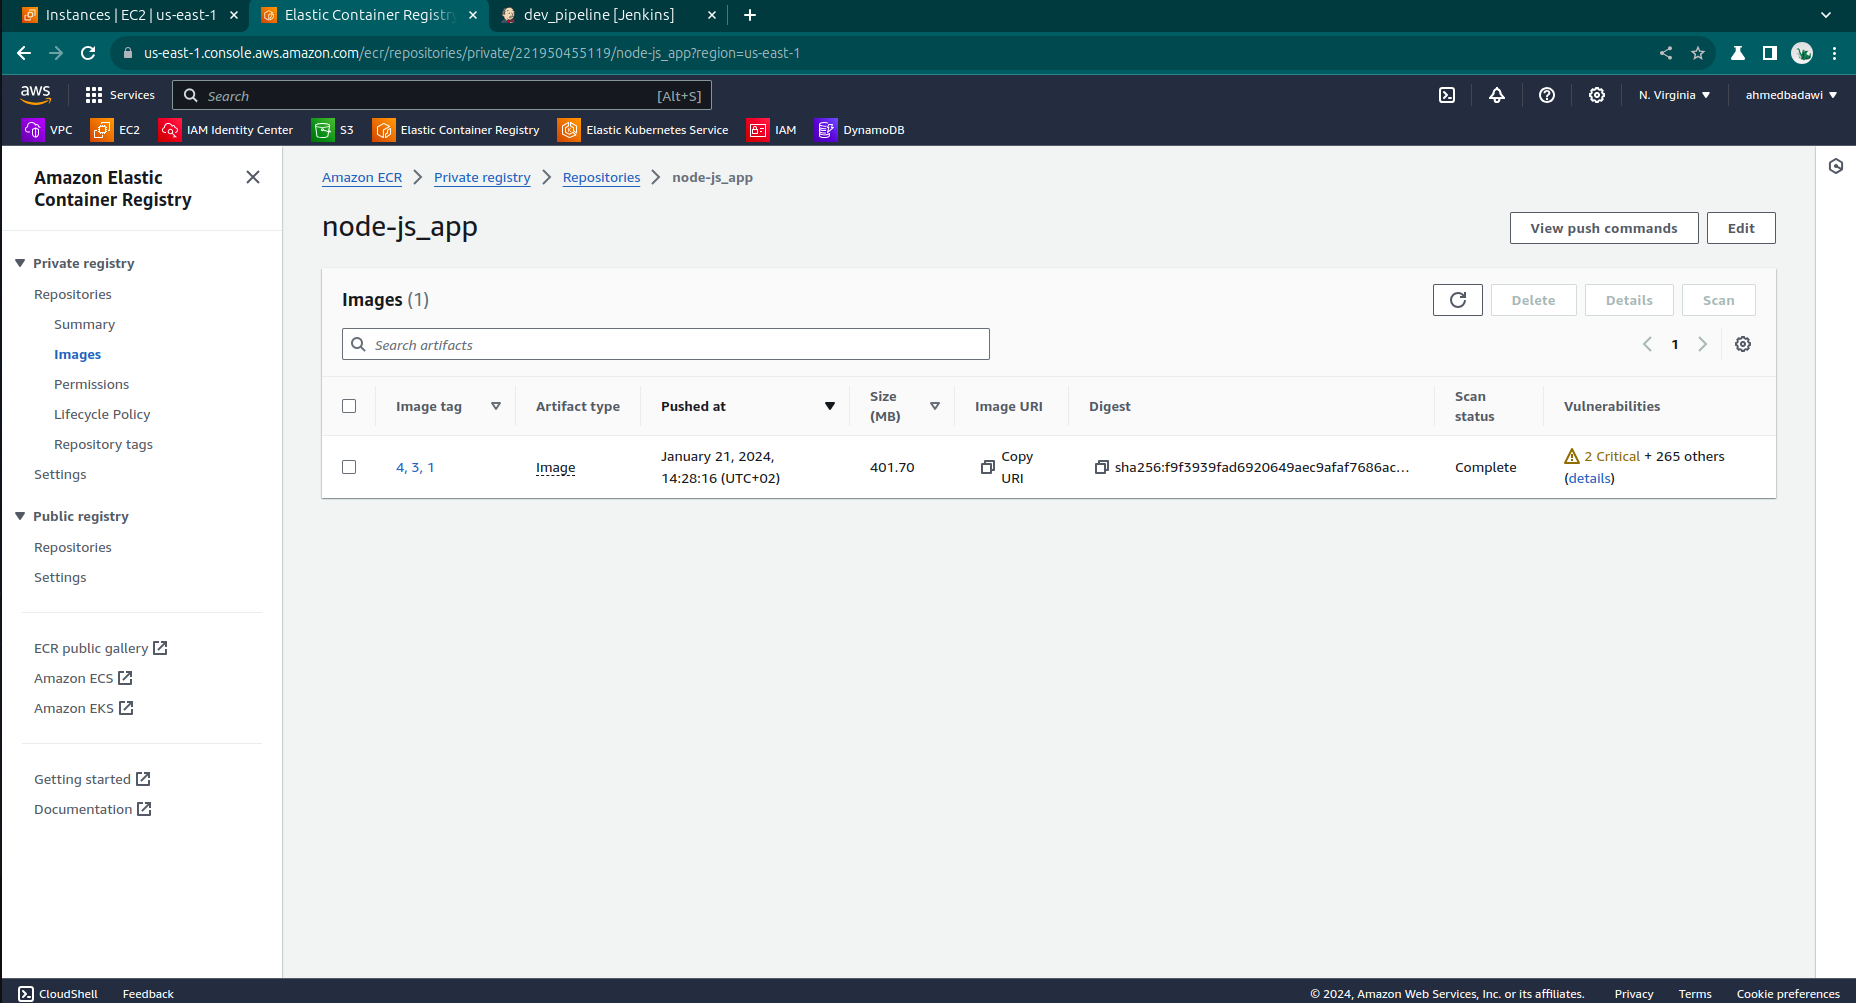 Instances | EC2 | us-east-1
Elastic Container Registry
dev_pipeline [Jenkins]
us-east-1.console.aws.amazon.com/ecr/repositories/private/221950455119/node-js_app?region=us-east-1
aws
Services
Search
[Alt+S]
N. Virginia
ahmedbadawi
VPC
EC2
IAM Identity Center
S3
Elastic Container Registry
Elastic Kubernetes Service
IAM
DynamoDB
Amazon Elastic
Container Registry
Private registry
Repositories
Summary
Images
Permissions
Lifecycle Policy
Repository tags
Settings
Public registry
Repositories
Settings
ECR public gallery
Amazon ECS
Amazon EKS
Getting started
Documentation
Amazon ECR
Private registry
Repositories
node-js_app
node-js_app
View push commands
Edit
Images (1)
Delete
Details
Scan
Search artifacts
1
Image tag
Artifact type
Pushed at
Size
(MB)
Image URI
Digest
Scan
status
Vulnerabilities
4, 3, 1
Image
January 21, 2024,
14:28:16 (UTC+02)
401.70
Copy
URI
sha256:f9f3939fad6920649aec9afaf7686ac...
Complete
2 Critical + 265 others
(details)
CloudShell
Feedback
© 2024, Amazon Web Services, Inc. or its affiliates.
Privacy
Terms
Cookie preferences